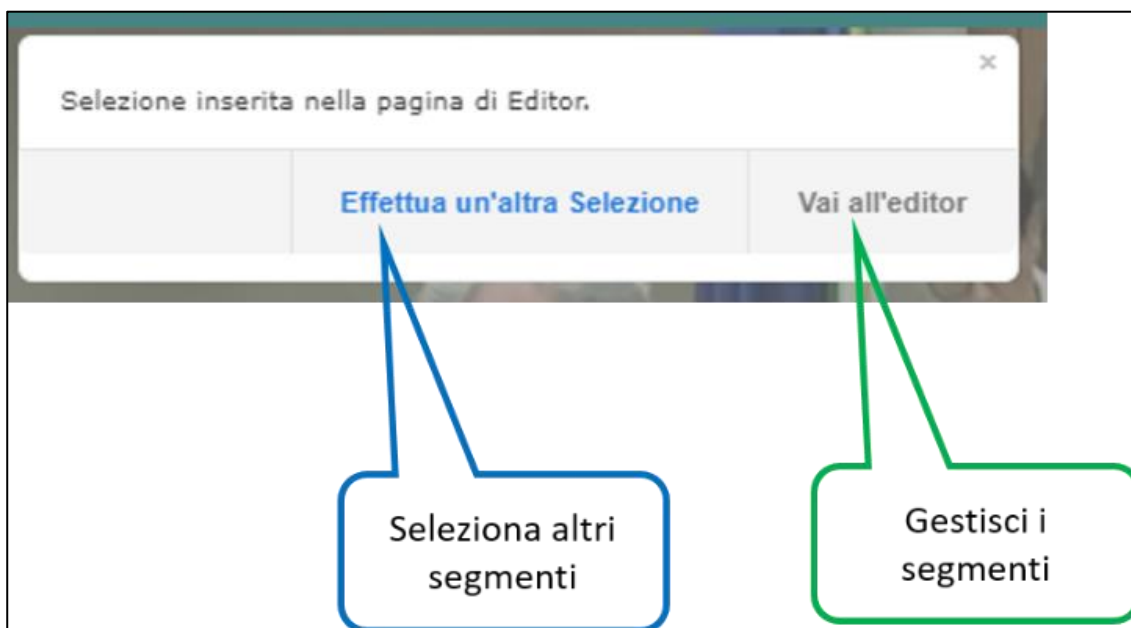 Selezione inserita nella pagina di Editor.
Effettua un'altra Selezione
Vai all'editor
Seleziona altri
segmenti
Gestisci i
segmenti